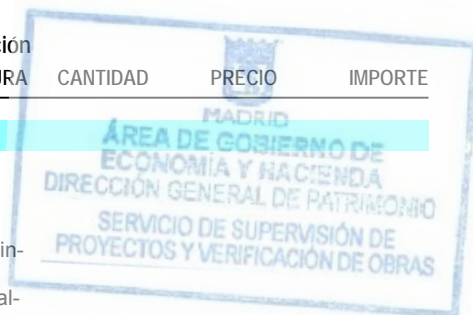 ción
URA CANTIDAD PRECIO IMPORTE
MADRID
ÁREA DE GOBIERNO DE
ECONOMÍA Y HACIENDA
DIRECCIÓN GENERAL DE PATRIMONIO
SERVICIO DE SUPERVISIÓN DE
PROYECTOS Y VERIFICACIÓN DE OBRAS
in-
al-